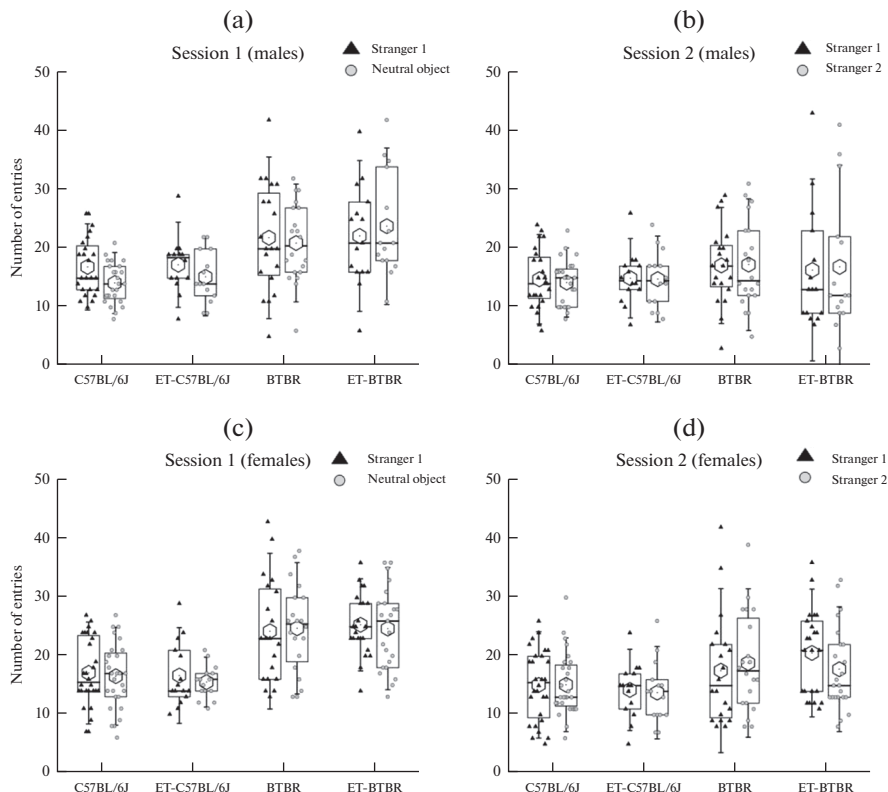 (a)
Session 1 (males)
Stranger 1
Neutral object
Number of entries
50
40
30
20
10
0
C57BL/6J
ET-C57BL/6J
BTBR
ET-BTBR
(b)
Session 2 (males)
Stranger 1
Stranger 2
50
40
30
20
10
0
C57BL/6J
ET-C57BL/6J
BTBR
ET-BTBR
(c)
Session 1 (females)
Stranger 1
Neutral object
Number of entries
50
40
30
20
10
0
C57BL/6J
ET-C57BL/6J
BTBR
ET-BTBR
(d)
Session 2 (females)
Stranger 1
Stranger 2
50
40
30
20
10
0
C57BL/6J
ET-C57BL/6J
BTBR
ET-BTBR